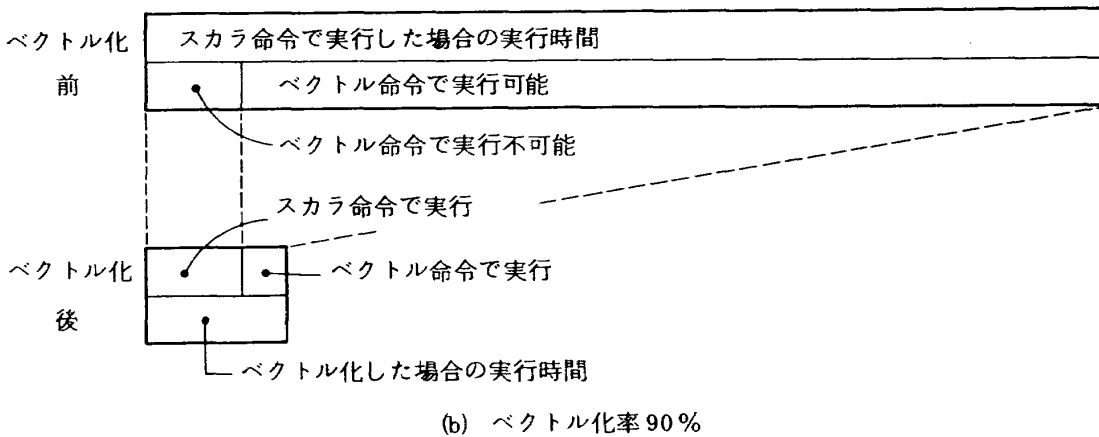 ベクトル化
前
スカラ命令で実行した場合の実行時間
ベクトル命令で実行可能
ベクトル命令で実行不可能
スカラ命令で実行
ベクトル化
後
ベクトル命令で実行
ベクトル化した場合の実行時間
(b) ベクトル化率90%